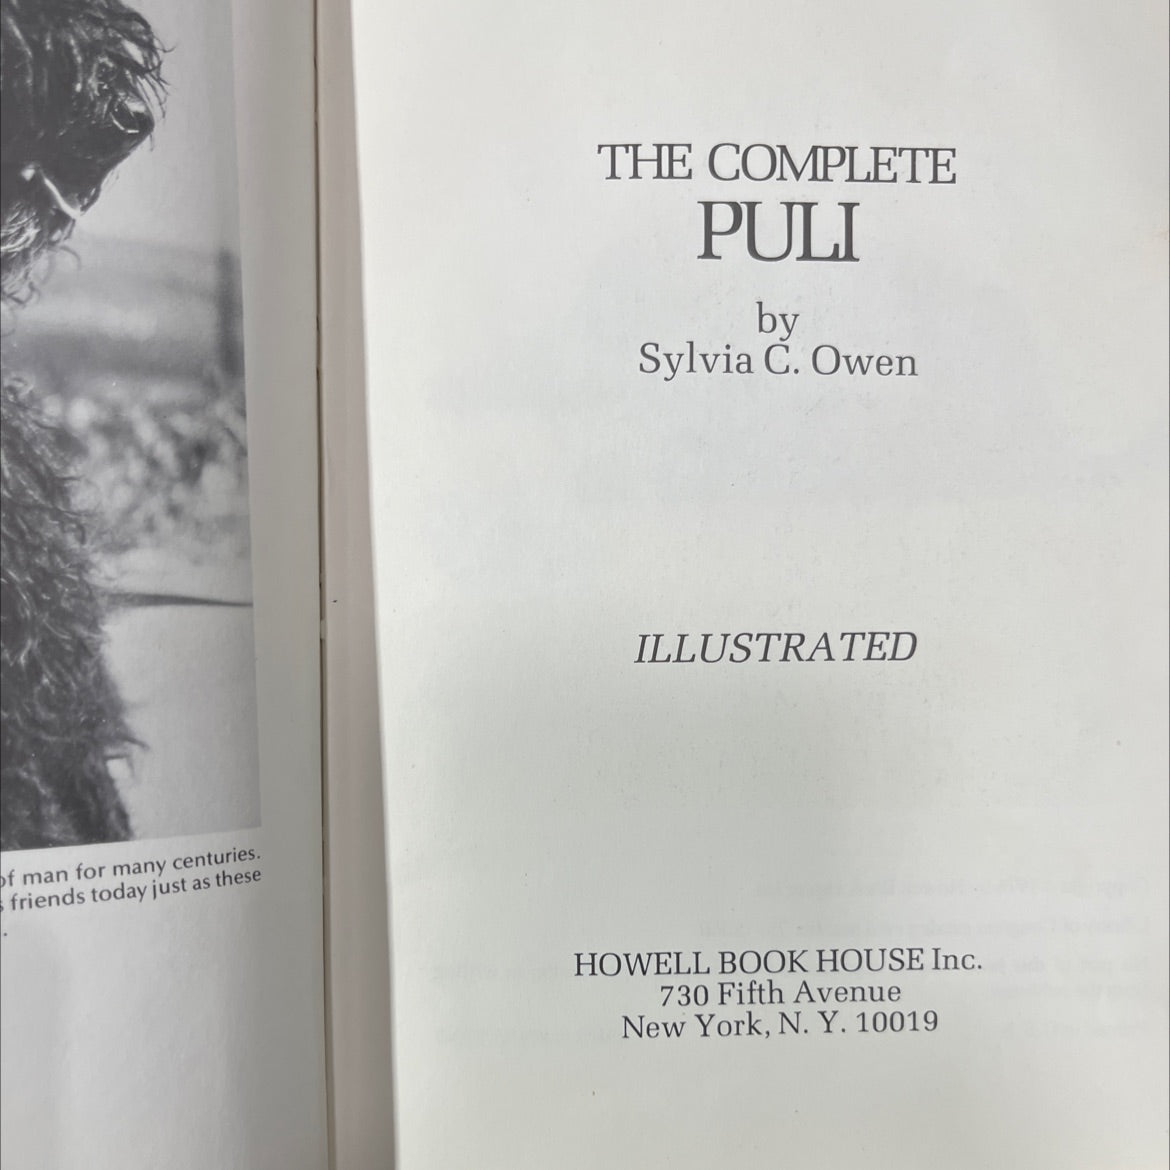 of man for many centuries.
friends today just as these
.
THE COMPLETE
PULI
by
Sylvia C. Owen
ILLUSTRATED
HOWELL BOOK HOUSE Inc.
730 Fifth Avenue
New York, N. Y. 10019